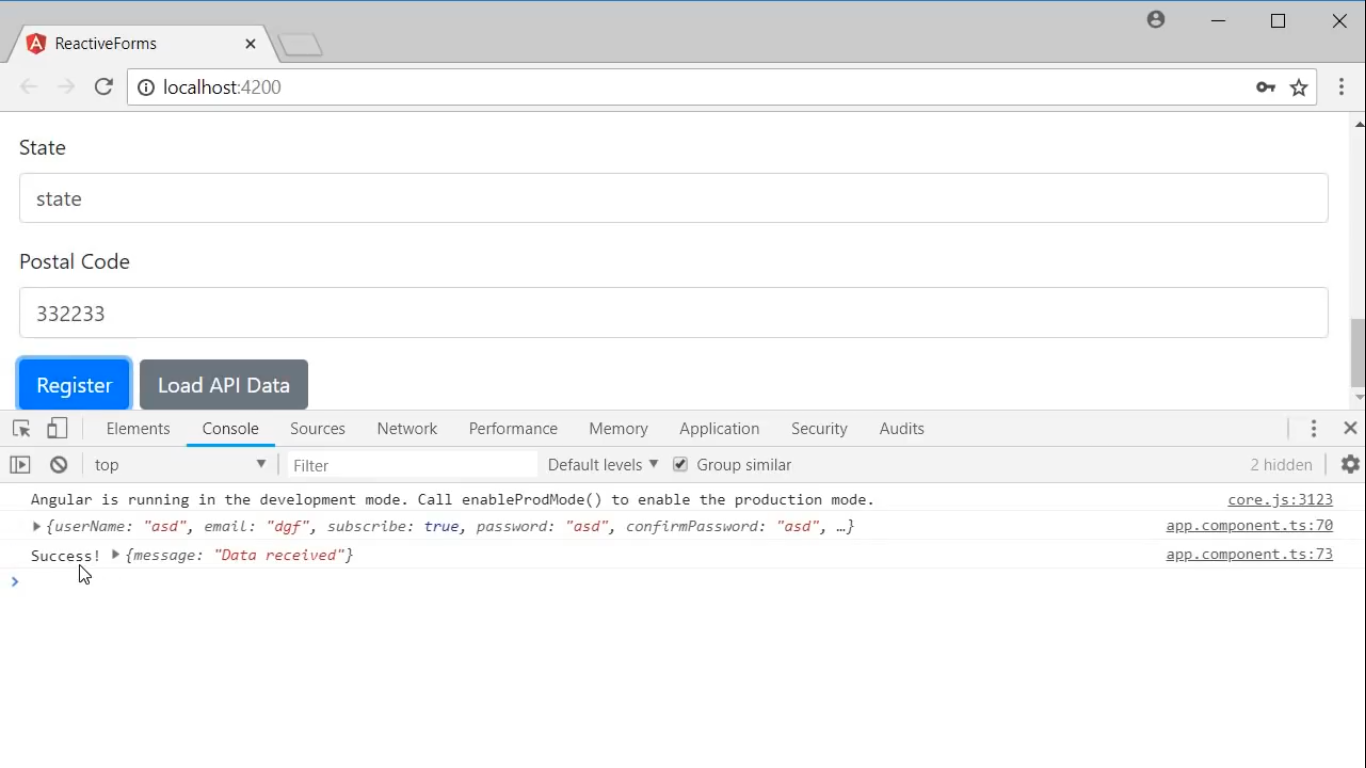 ReactiveForms
localhost:4200
State
state
Postal Code
332233
Register Load API Data
Elements Console Sources Network Performance Memory Application Security Audits
top Filter Default levels Group similar 2 hidden
Angular is running in the development mode. Call enableProdMode() to enable the production mode. core.js:3123
{userName: "asd", email: "dgf", subscribe: true, password: "asd", confirmPassword: "asd", …} app.component.ts:70
Success! {message: "Data received"} app.component.ts:73